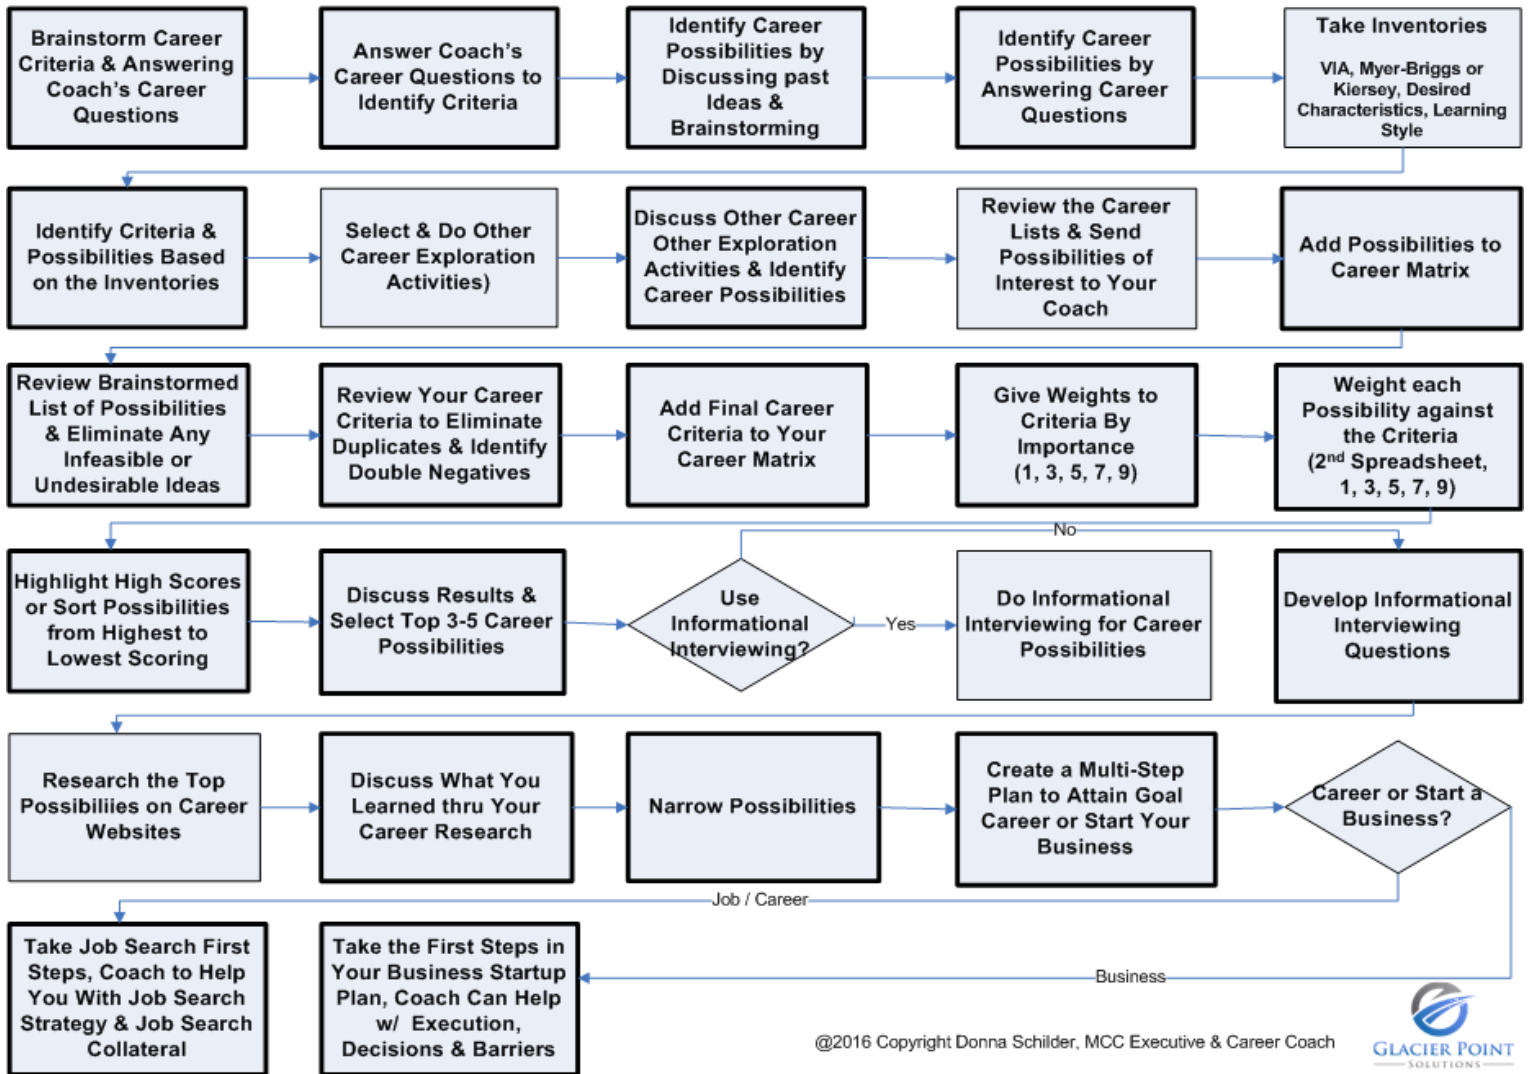 Brainstorm Career
Criteria & Answering
Coach's Career
Questions
Answer Coach's
Career Questions to
Identify Criteria
Identify Career
Possibilities by
Discussing past
Ideas &
Brainstorming
Identify Career
Possibilities by
Answering Career
Questions
Take Inventories
VIA, Myer-Briggs or
Kiersey, Desired
Characteristics, Learning
Style
Identify Criteria &
Possibilities Based
on the Inventories
Select & Do Other
Career Exploration
Activities)
Discuss Other Career
Other Exploration
Activities & Identify
Career Possibilities
Review the Career
Lists & Send
Possibilities of
Interest to Your
Coach
Add Possibilities to
Career Matrix
Review Brainstormed
List of Possibilities
& Eliminate Any
Infeasible or
Undesirable Ideas
Review Your Career
Criteria to Eliminate
Duplicates & Identify
Double Negatives
Add Final Career
Criteria to Your
Career Matrix
Give Weights to
Criteria By
Importance
(1, 3, 5, 7, 9)
Weight each
Possibility against
the Criteria
(2nd Spreadsheet,
1, 3, 5, 7, 9)
No
Highlight High Scores
or Sort Possibilities
from Highest to
Lowest Scoring
Discuss Results &
Select Top 3-5 Career
Possibilities
Use
Informational
Interviewing?
Yes
Do Informational
Interviewing for Career
Possibilities
Develop Informational
Interviewing
Questions
Research the Top
Possibiliies on Career
Websites
Discuss What You
Learned thru Your
Career Research
Narrow Possibilities
Create a Multi-Step
Plan to Attain Goal
Career or Start Your
Business
Career or Start a
Business?
Job / Career
Take Job Search First
Steps, Coach to Help
You With Job Search
Strategy & Job Search
Collateral
Take the First Steps in
Your Business Startup
Plan, Coach Can Help
w/ Execution,
Decisions & Barriers
Business
@2016 Copyright Donna Schilder, MCC Executive & Career Coach
GLACIER POINT
SOLUTIONS